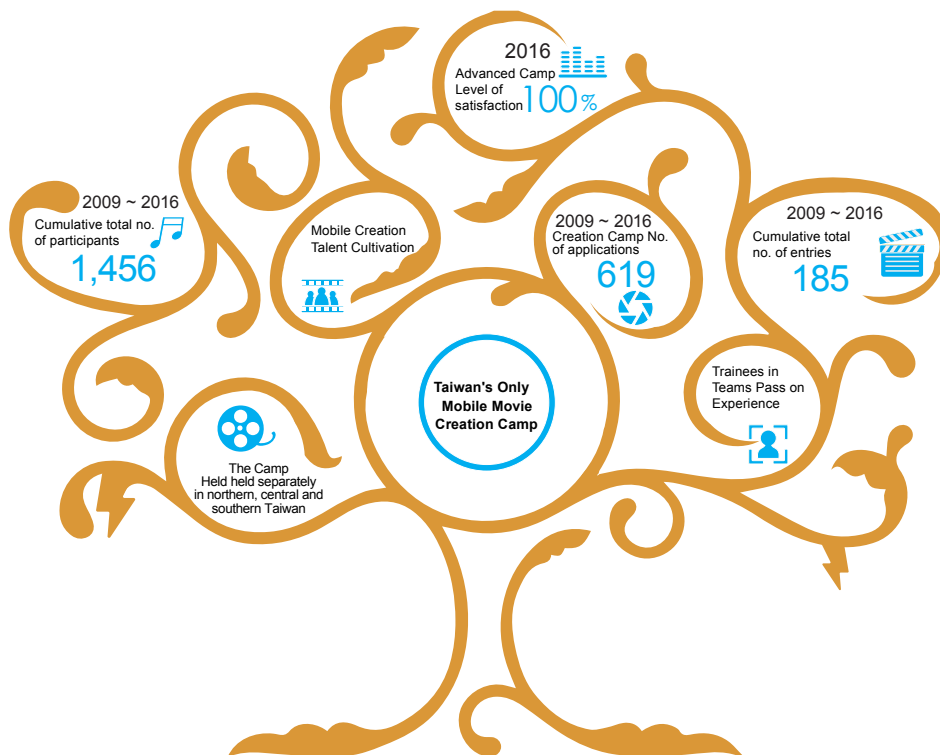 2016
Advanced Camp
Level of
satisfaction 100%
2009 ~ 2016
Cumulative total no.
of participants
1,456
Mobile Creation
Talent Cultivation
2009 ~ 2016
Creation Camp No.
of applications
619
2009 ~ 2016
Cumulative total
no. of entries
185
Taiwan's Only
Mobile Movie
Creation Camp
Trainees in
Teams Pass on
Experience
The Camp
Held held separately
in northern, central and
southern Taiwan